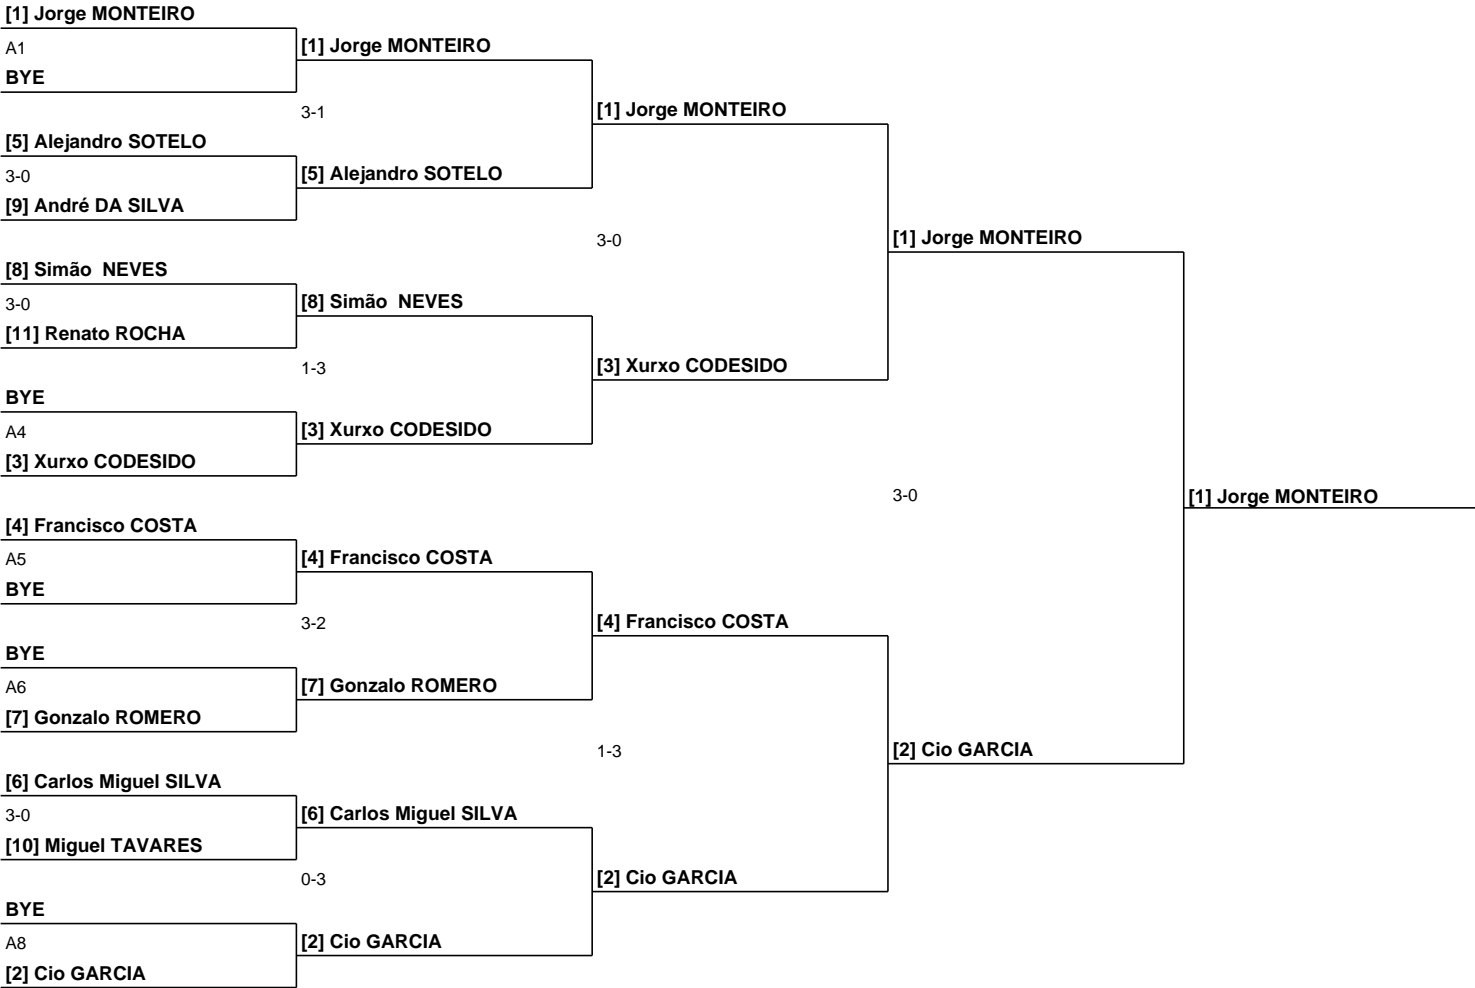 [1] Jorge MONTEIRO
A1
BYE
[5] Alejandro SOTELO
3-0
[9] André DA SILVA
[8] Simão  NEVES
3-0
[11] Renato ROCHA
BYE
A4
[3] Xurxo CODESIDO
[4] Francisco COSTA
A5
BYE
BYE
A6
[7] Gonzalo ROMERO
[6] Carlos Miguel SILVA
3-0
[10] Miguel TAVARES
BYE
A8
[2] Cio GARCIA
[1] Jorge MONTEIRO
3-1
[5] Alejandro SOTELO
[8] Simão  NEVES
1-3
[3] Xurxo CODESIDO
[4] Francisco COSTA
3-2
[7] Gonzalo ROMERO
[6] Carlos Miguel SILVA
0-3
[2] Cio GARCIA
[1] Jorge MONTEIRO
3-0
[3] Xurxo CODESIDO
[4] Francisco COSTA
1-3
[2] Cio GARCIA
[1] Jorge MONTEIRO
3-0
[2] Cio GARCIA
[1] Jorge MONTEIRO